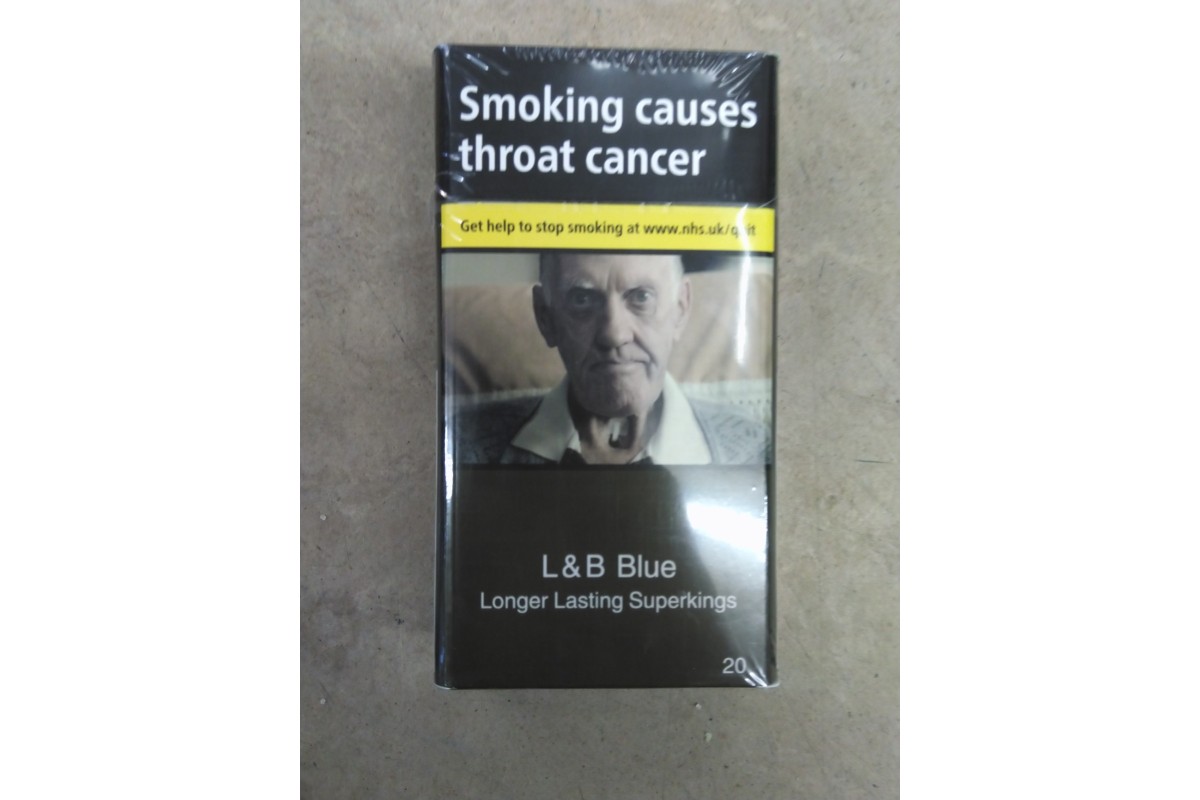 Smoking causes
throat cancer
Get help to stop smoking at www.nhs.uk/quit
L&B Blue
Longer Lasting Superkings
20